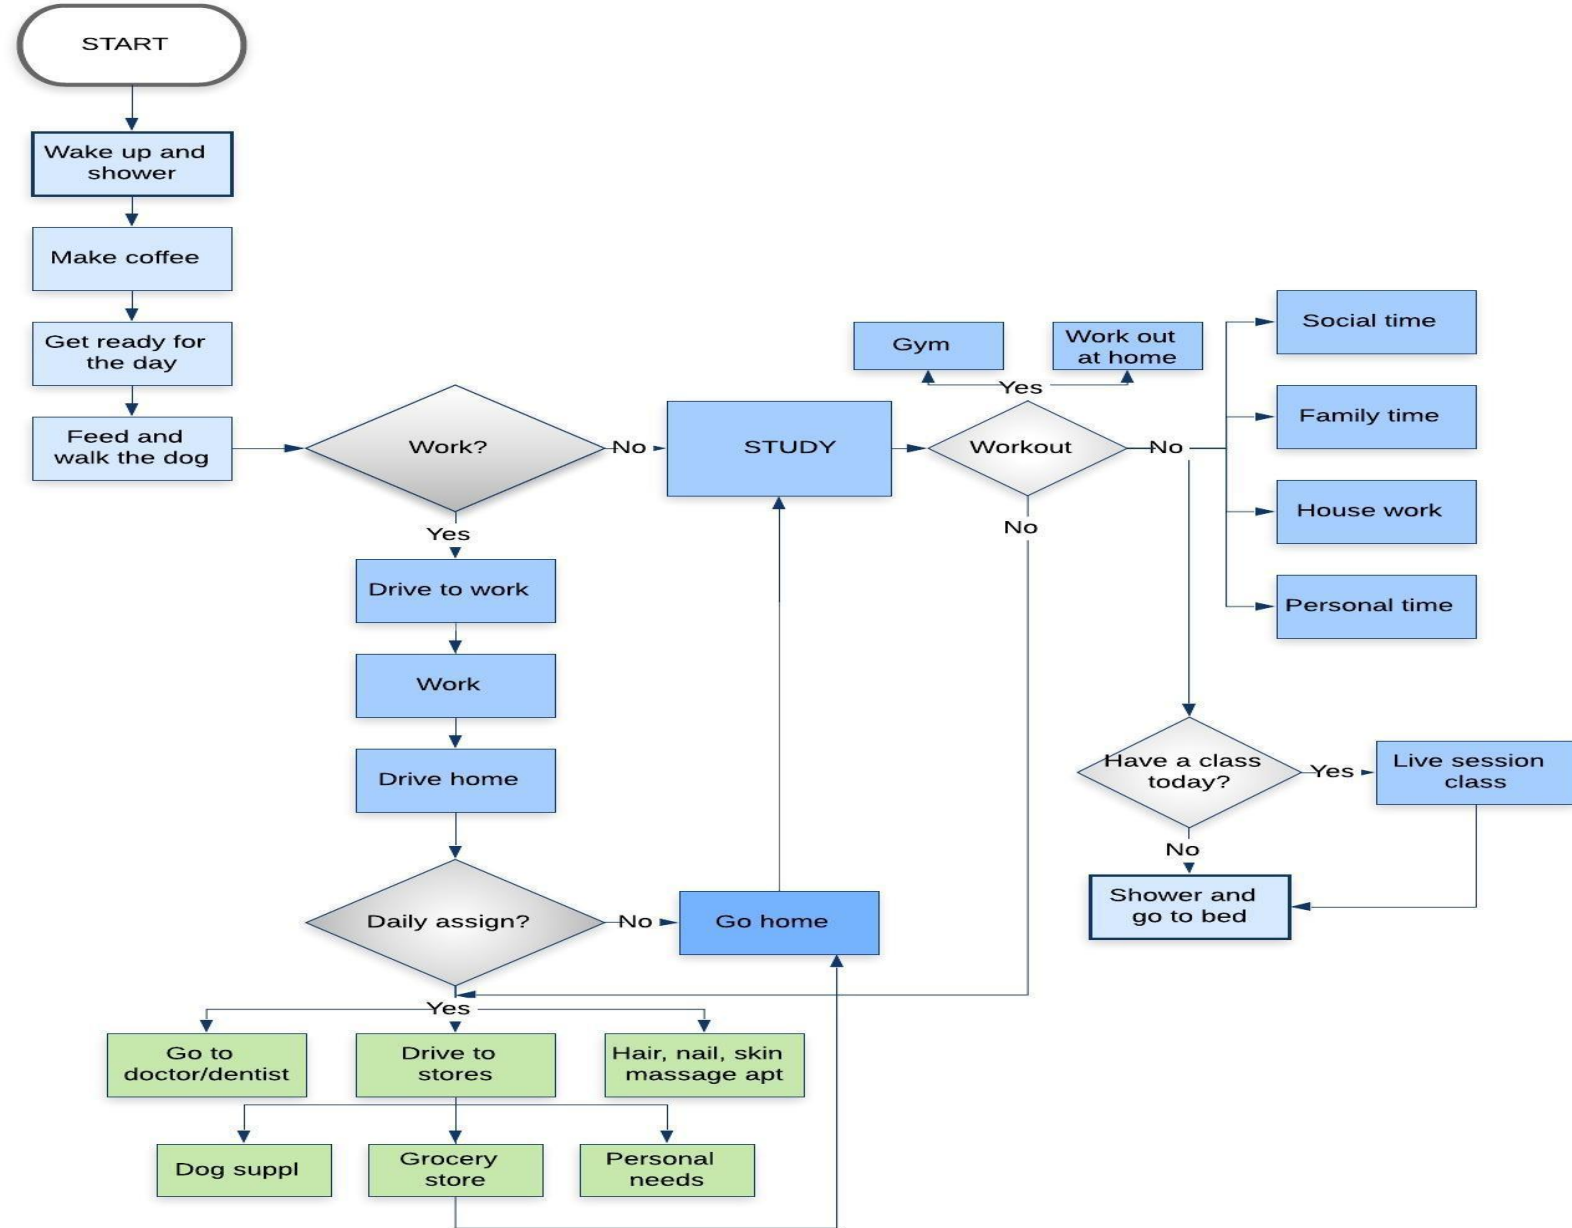 START
Wake up and
shower
Make coffee
Get ready for
the day
Feed and
walk the dog
Work?
No
STUDY
Workout
Yes
Gym
Work out
at home
No
Social time
Family time
House work
Personal time
No
Yes
Drive to work
Work
Drive home
Daily assign?
No
Go home
Have a class
today?
Yes
Live session
class
No
Shower and
go to bed
Yes
Go to
doctor/dentist
Drive to
stores
Hair, nail, skin
massage apt
Dog suppl
Grocery
store
Personal
needs